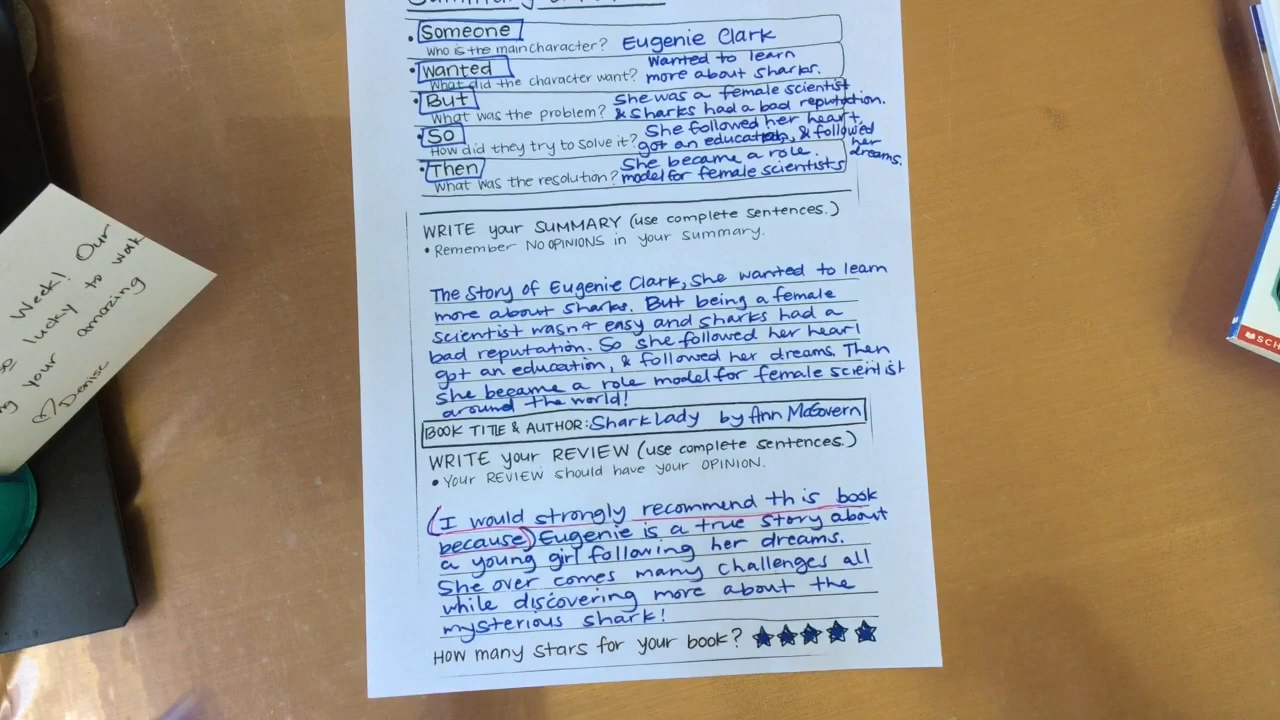 Someone
Who is the main character? Eugenie Clark
Wanted
What did the character want? Wanted to learn more about sharks.
But
What was the problem? She was a female scientist & sharks had a bad reputation.
So
How did they try to solve it? She followed her heart, got an education, & followed her dreams.
Then
What was the resolution? She became a role model for female scientists
WRITE your SUMMARY (use complete sentences.)
• Remember NO OPINIONS in your summary.
The Story of Eugenie Clark, she wanted to learn
more about sharks. But being a female
scientist wasn't easy and sharks had a
bad reputation. So she followed her heart
got an education, & followed her dreams. Then
she became a role model for female scientist
around the world!
BOOK TITLE & AUTHOR: Shark Lady by Ann McGovern
WRITE your REVIEW (use complete sentences.)
• Your REVIEW should have your OPINION.
(I would strongly recommend this book
because) Eugenie is a true story about
a young girl following her dreams.
She over comes many challenges all
while discovering more about the
mysterious shark!
How many stars for your book? ★★★★★
Week! Our
so lucky to walk
your amazing
Denise
SCH